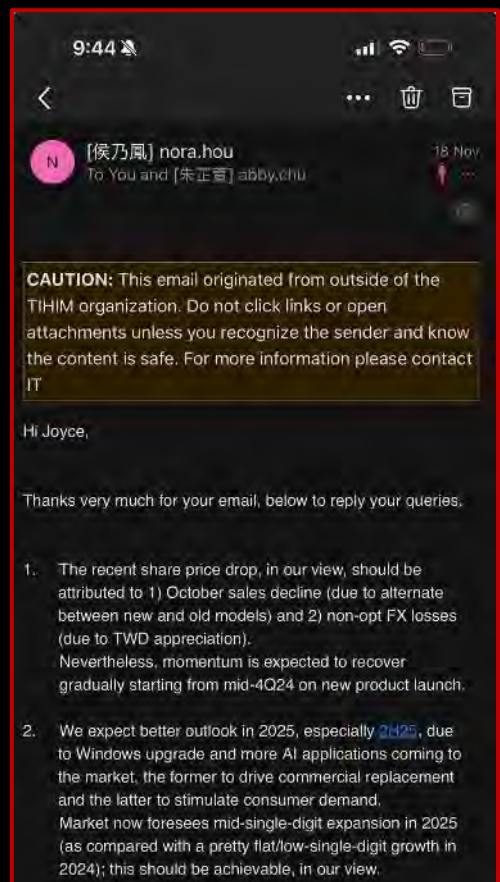 9:44
N
[侯乃鳳] nora.hou
18 Nov
To You and [朱正萱] abby.chu
CAUTION: This email originated from outside of the
TIHIM organization. Do not click links or open
attachments unless you recognize the sender and know
the content is safe. For more information please contact
IT
Hi Joyce,
Thanks very much for your email, below to reply your queries.
1. The recent share price drop, in our view, should be
attributed to 1) October sales decline (due to alternate
between new and old models) and 2) non-opt FX losses
(due to TWD appreciation).
Nevertheless, momentum is expected to recover
gradually starting from mid-4Q24 on new product launch.
2. We expect better outlook in 2025, especially 2H25, due
to Windows upgrade and more AI applications coming to
the market, the former to drive commercial replacement
and the latter to stimulate consumer demand.
Market now foresees mid-single-digit expansion in 2025
(as compared with a pretty flat/low-single-digit growth in
2024); this should be achievable, in our view.